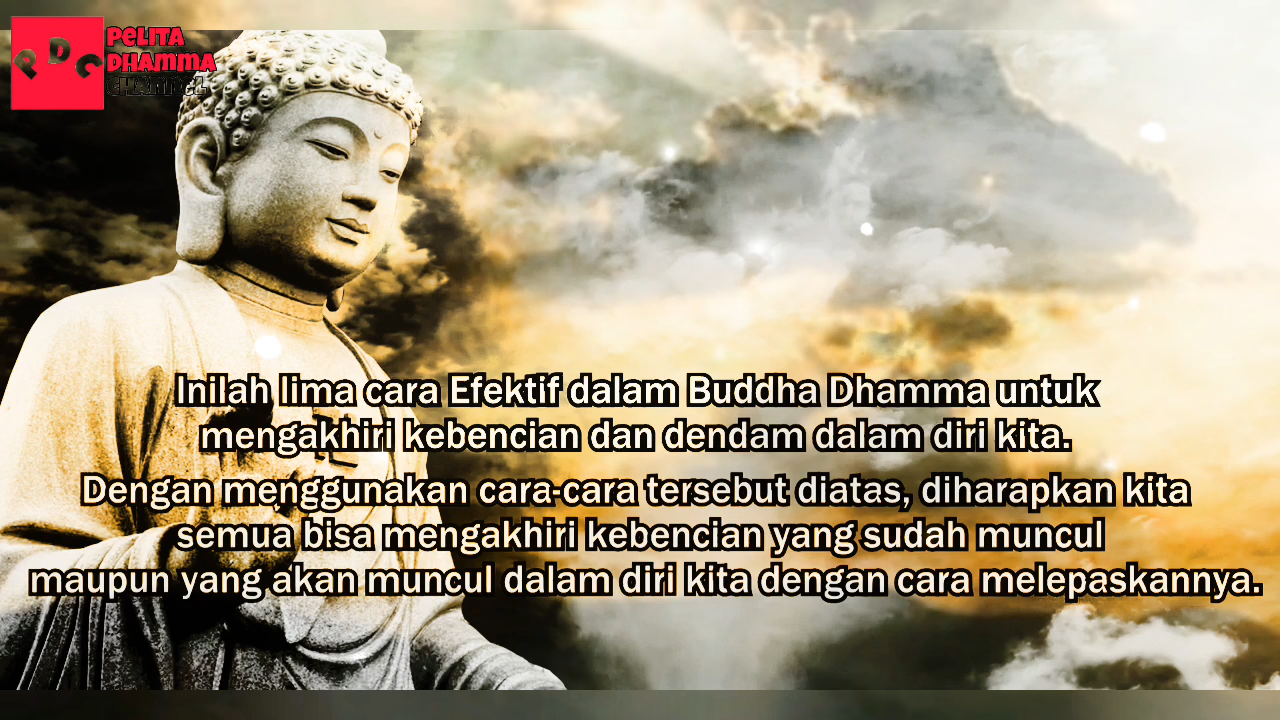 PDC
PELITA
DHAMMA
CHANNEL
Inilah lima cara Efektif dalam Buddha Dhamma untuk
mengakhiri kebencian dan dendam dalam diri kita.
Dengan menggunakan cara-cara tersebut diatas, diharapkan kita
semua bisa mengakhiri kebencian yang sudah muncul
maupun yang akan muncul dalam diri kita dengan cara melepaskannya.